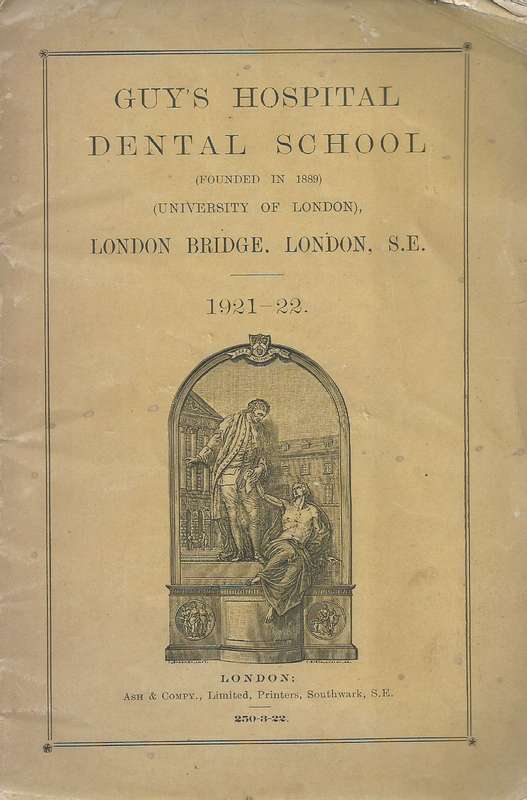 GUY'S HOSPITAL
DENTAL SCHOOL
(FOUNDED IN 1889)
(UNIVERSITY OF LONDON),
LONDON BRIDGE, LONDON, S.E.
1921-22.
LONDON:
ASH & COMPY., Limited, Printers, Southwark, S.E.
250-3-22.